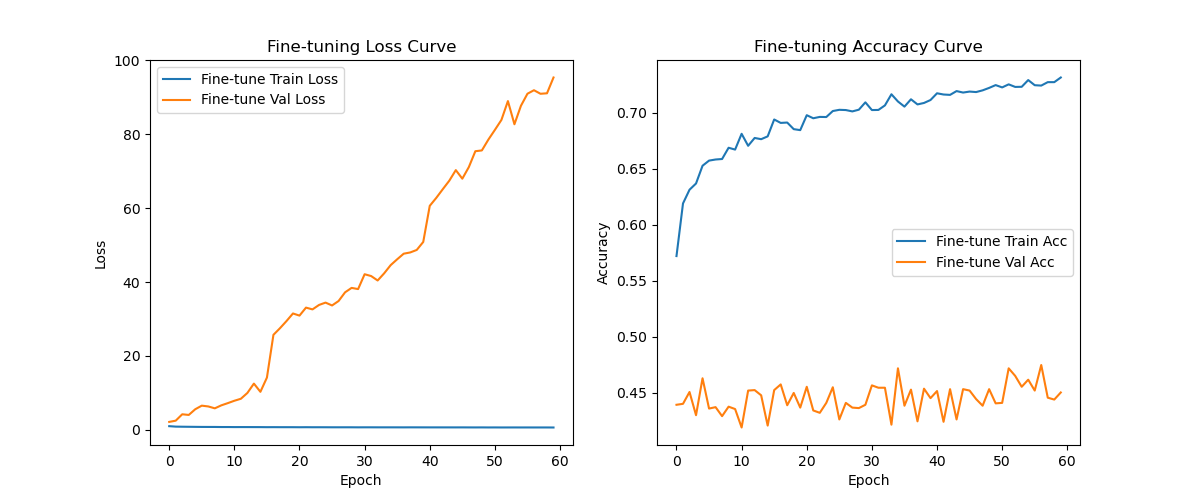 Fine-tuning Loss Curve
Fine-tune Train Loss
Fine-tune Val Loss
100
80
60
40
20
0
Loss
0 10 20 30 40 50 60
Epoch
Fine-tuning Accuracy Curve
0.70
0.65
0.60
0.55
0.50
0.45
Accuracy
Fine-tune Train Acc
Fine-tune Val Acc
0 10 20 30 40 50 60
Epoch